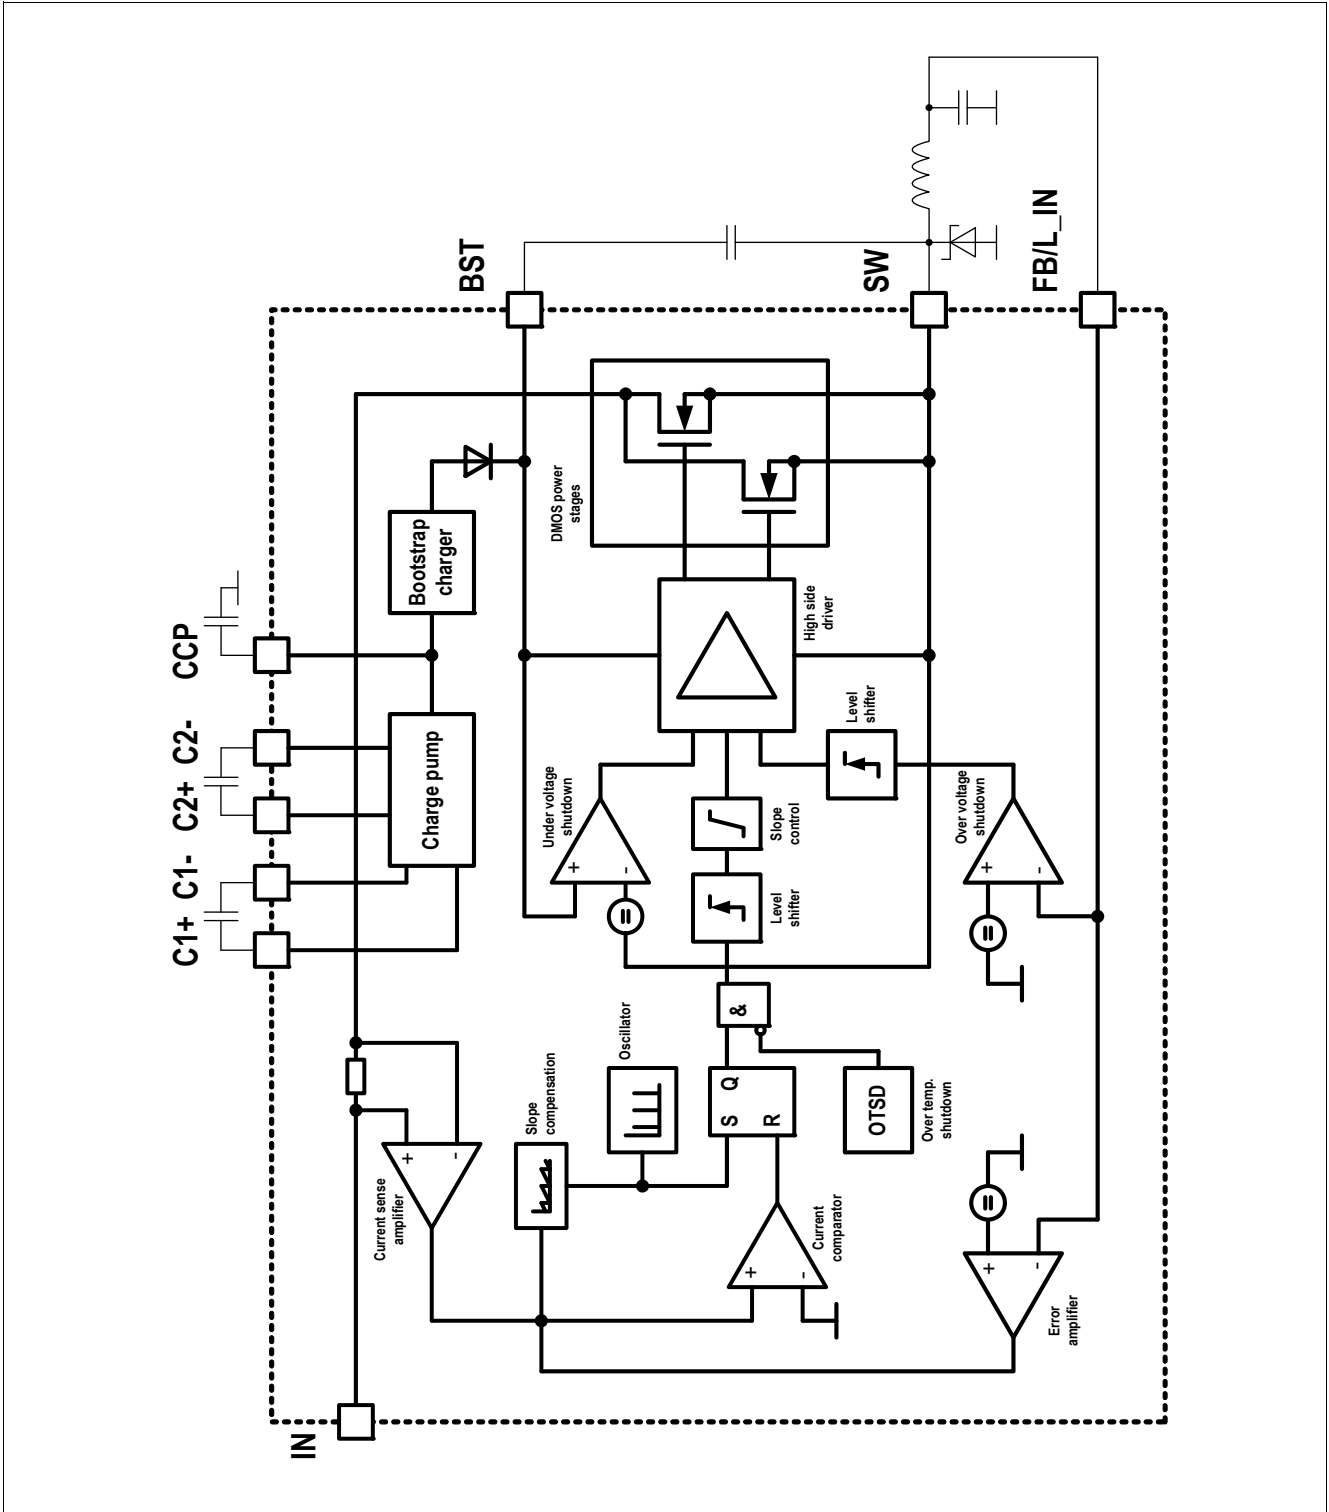 C1+
C1-
C2+
C2-
CCP
IN
BST
SW
FB/L_IN
Charge pump
Bootstrap
charger
Current sense
amplifier
+
-
Slope
compensation
Oscillator
Under voltage
shutdown
+
-
=
DMOS power
stages
High side
driver
S
Q
R
&
Level
shifter
Slope
control
Level
shifter
OTSD
Over temp.
shutdown
Current
comparator
+
-
Over voltage
shutdown
+
-
=
Error
amplifier
+
-
=